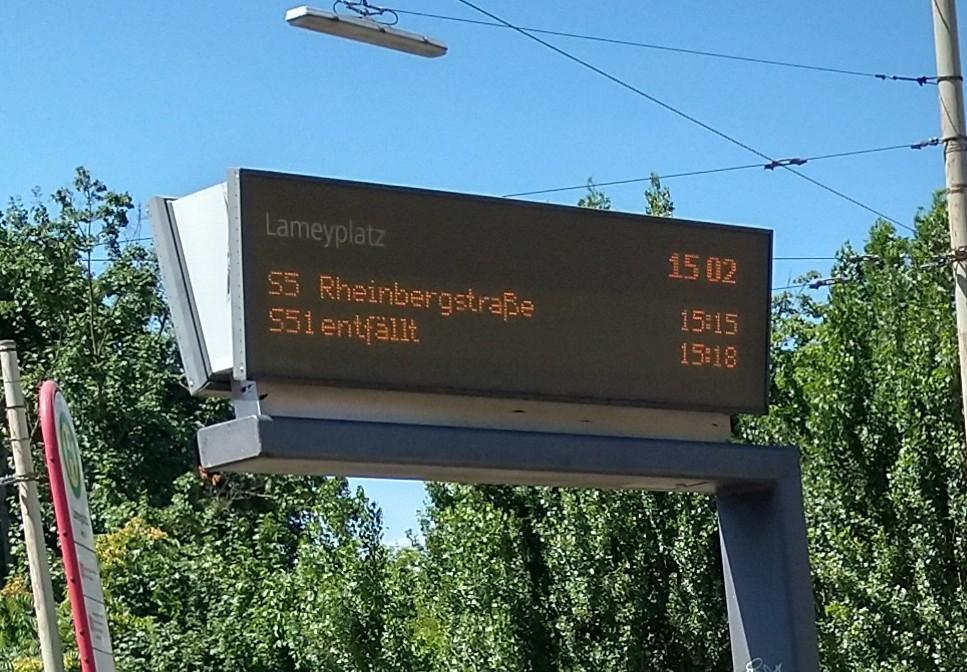 Lameyplatz
15 02
S5 Rheinbergstraße 15:15
S51 entfällt 15:18